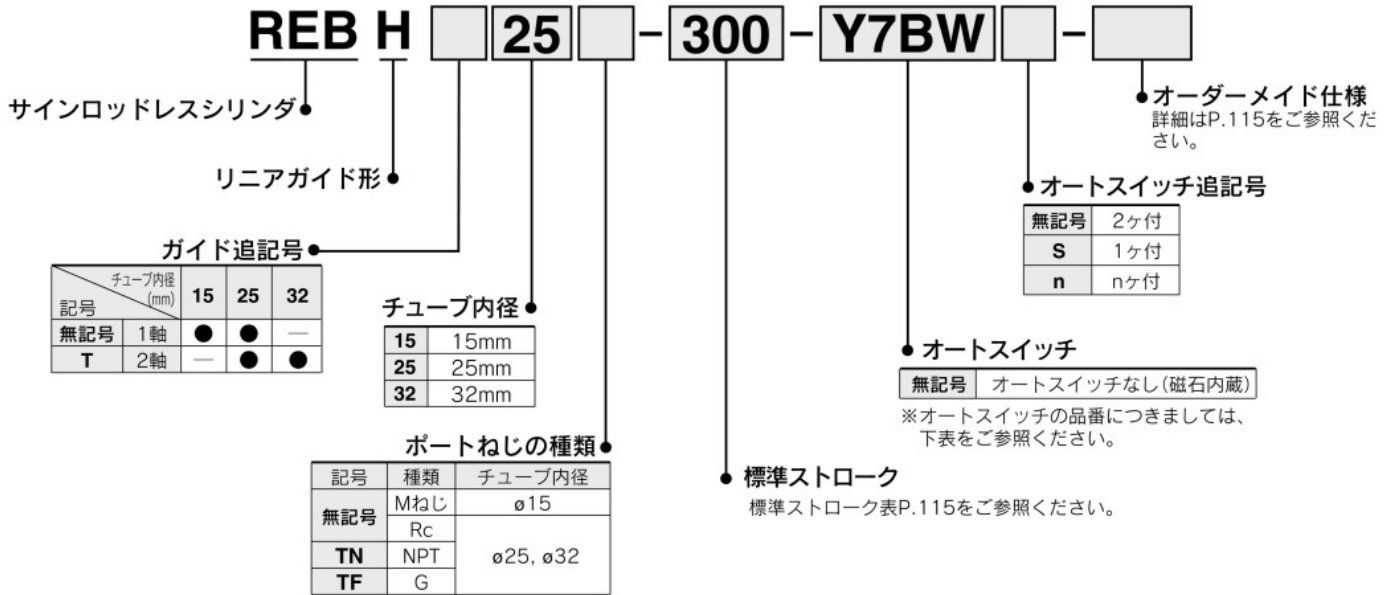 REB H 25 - 300 - Y7BW -
サインロッドレスシリンダ
リニアガイド形
ガイド追記号
記号 チューブ内径(mm) 15 25 32
無記号 1軸 ● ● —
T 2軸 — ● ●
チューブ内径
15 15mm
25 25mm
32 32mm
ポートねじの種類
記号 種類 チューブ内径
無記号 Mねじ ø15
Rc ø25, ø32
TN NPT
TF G
標準ストローク
標準ストローク表P.115をご参照ください。
オートスイッチ
無記号 オートスイッチなし(磁石内蔵)
※オートスイッチの品番につきましては、
下表をご参照ください。
オートスイッチ追記号
無記号 2ヶ付
S 1ヶ付
n nヶ付
オーダーメイド仕様
詳細はP.115をご参照くだ
さい。